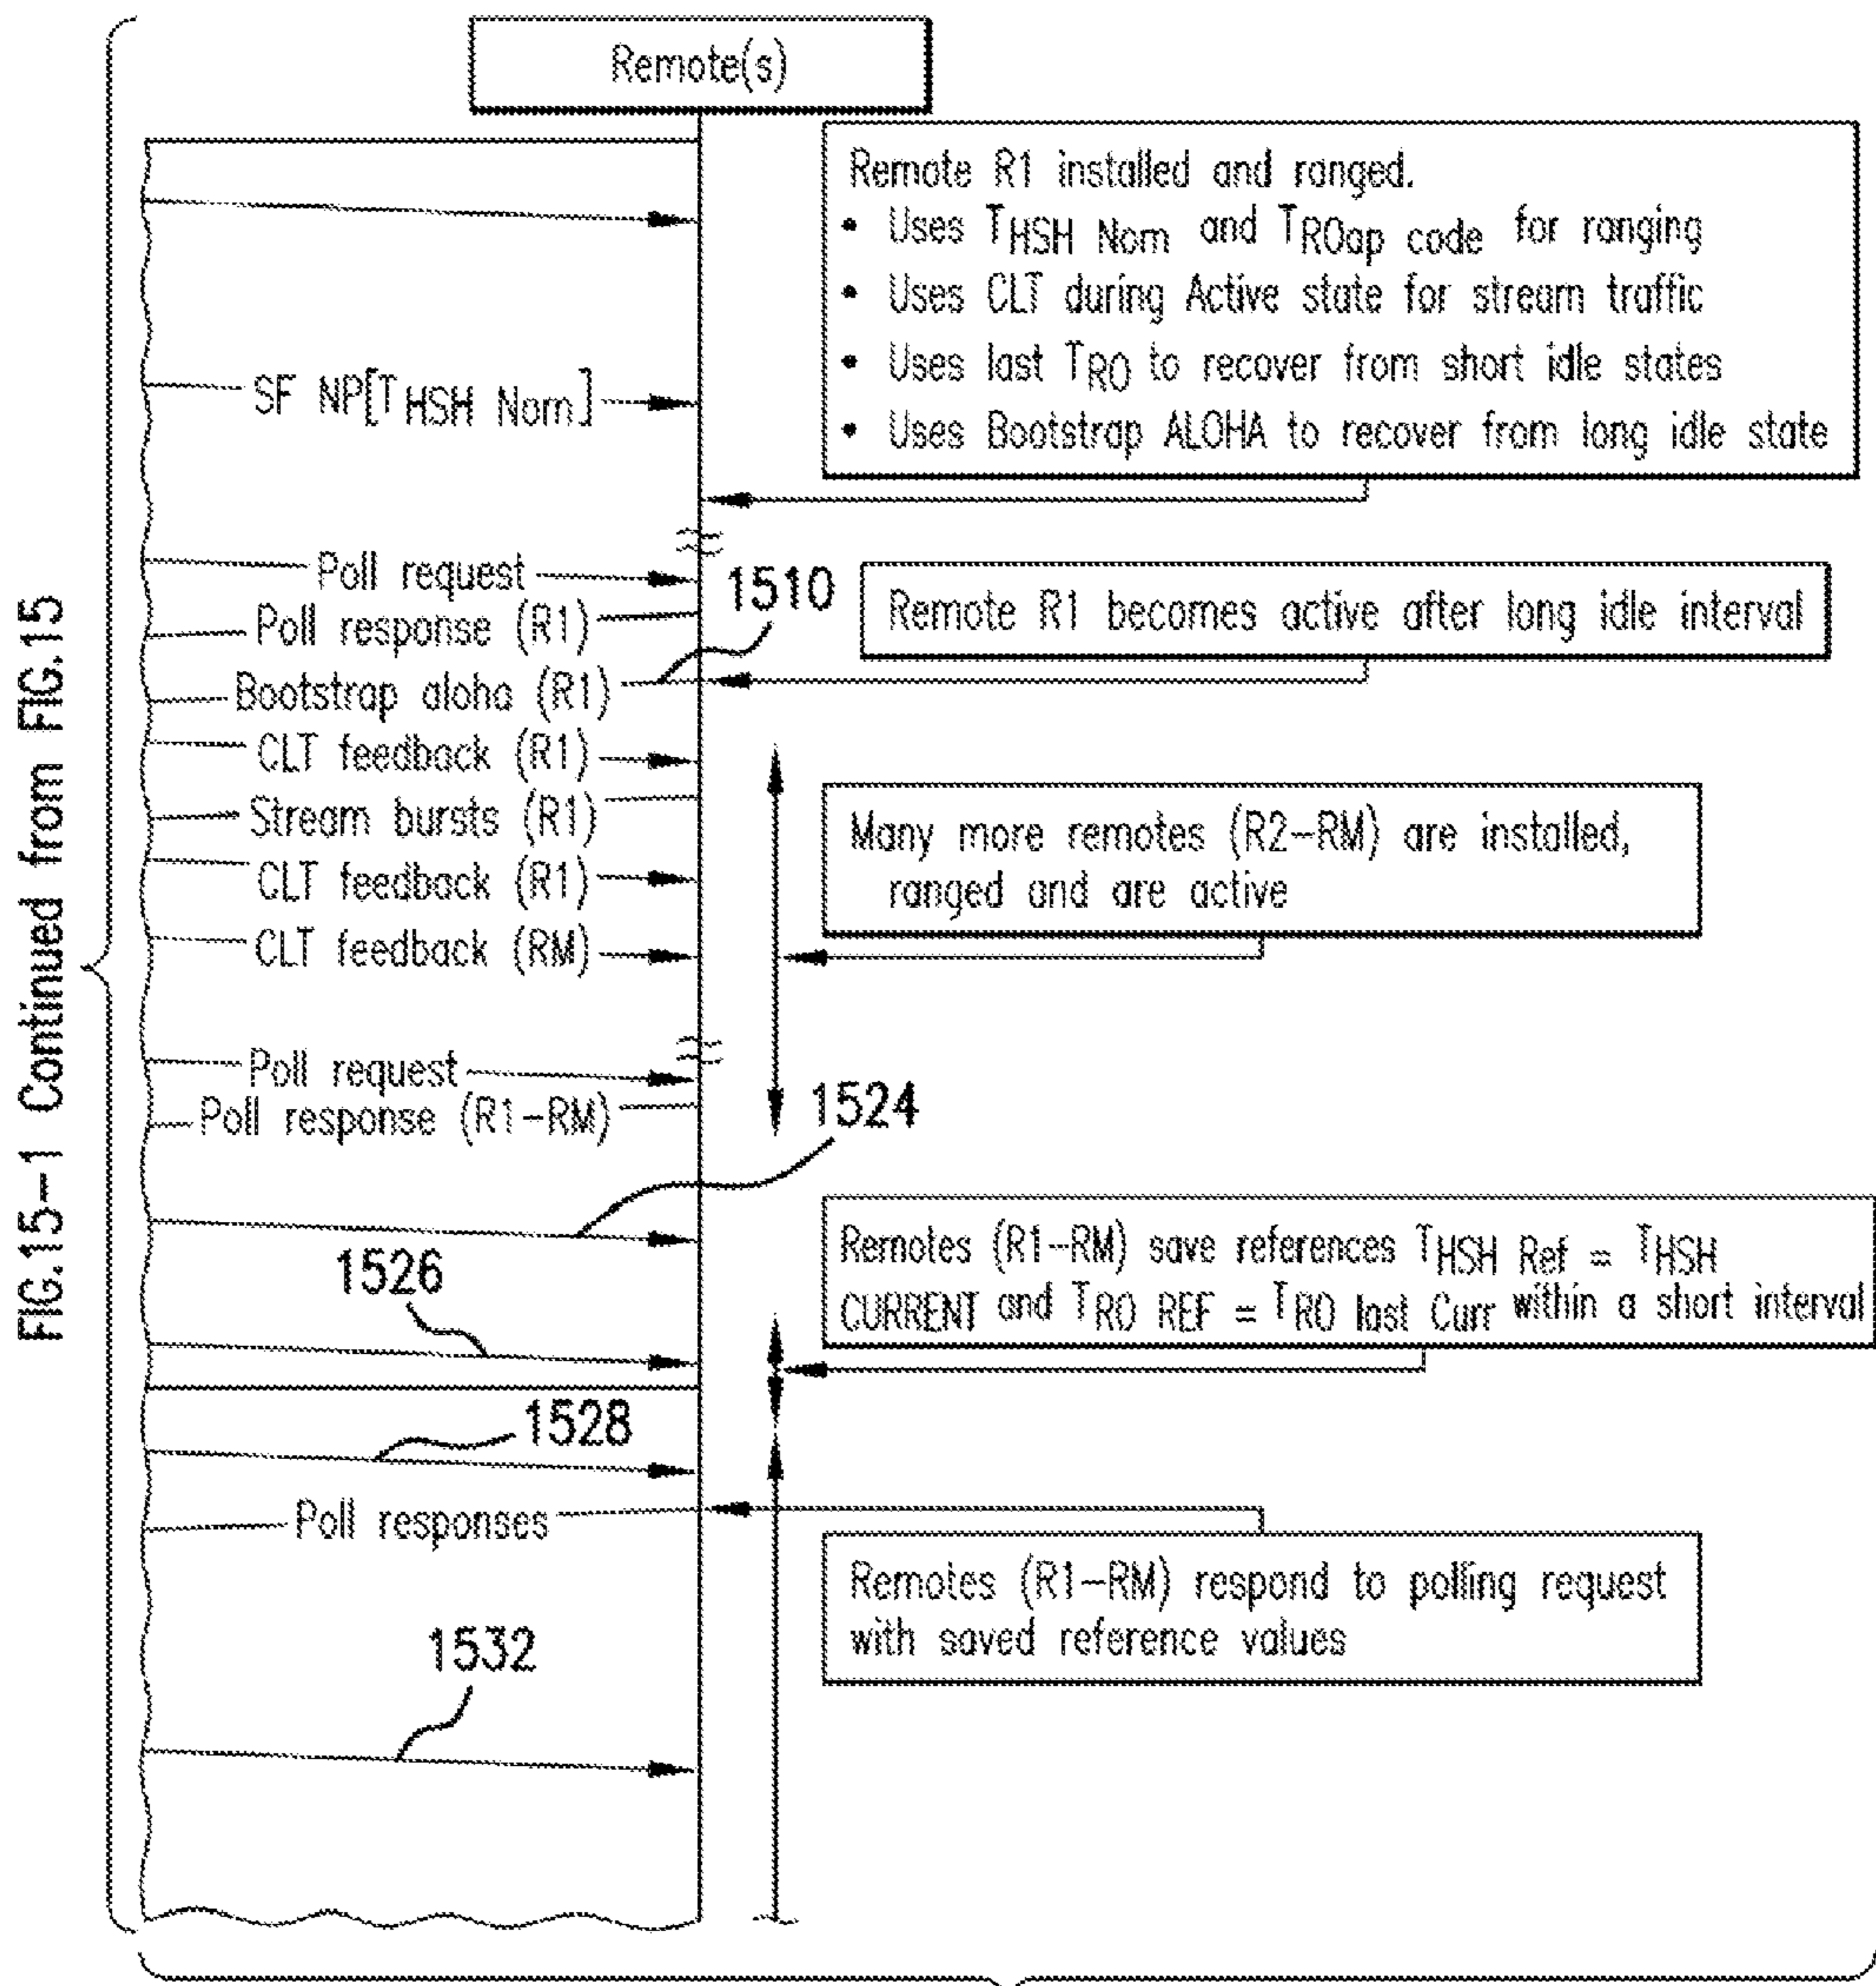 FIG.15-1 Continued from FIG.15
Remote(s)
Remote R1 installed and ranged.
• Uses THSH Nom and TROap code for ranging
• Uses CLT during Active state for stream traffic
• Uses last TRO to recover from short idle states
• Uses Bootstrap ALOHA to recover from long idle state
SF NP[THSH Nom]
Poll request
1510
Remote R1 becomes active after long idle interval
Poll response (R1)
Bootstrap aloha (R1)
CLT feedback (R1)
Stream bursts (R1)
Many more remotes (R2-RM) are installed,
ranged and are active
CLT feedback (R1)
CLT feedback (RM)
Poll request
Poll response (R1-RM)
1524
Remotes (R1-RM) save references THSH Ref = THSH
CURRENT and TRO REF = TRO last Curr within a short interval
1526
1528
Poll responses
Remotes (R1-RM) respond to polling request
with saved reference values
1532